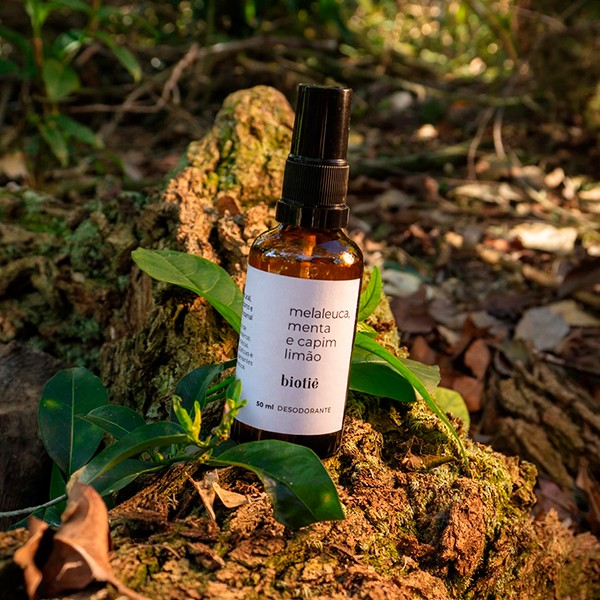 melaleuca,
menta
e capim
limão
biotiê
50 ml DESODORANTE